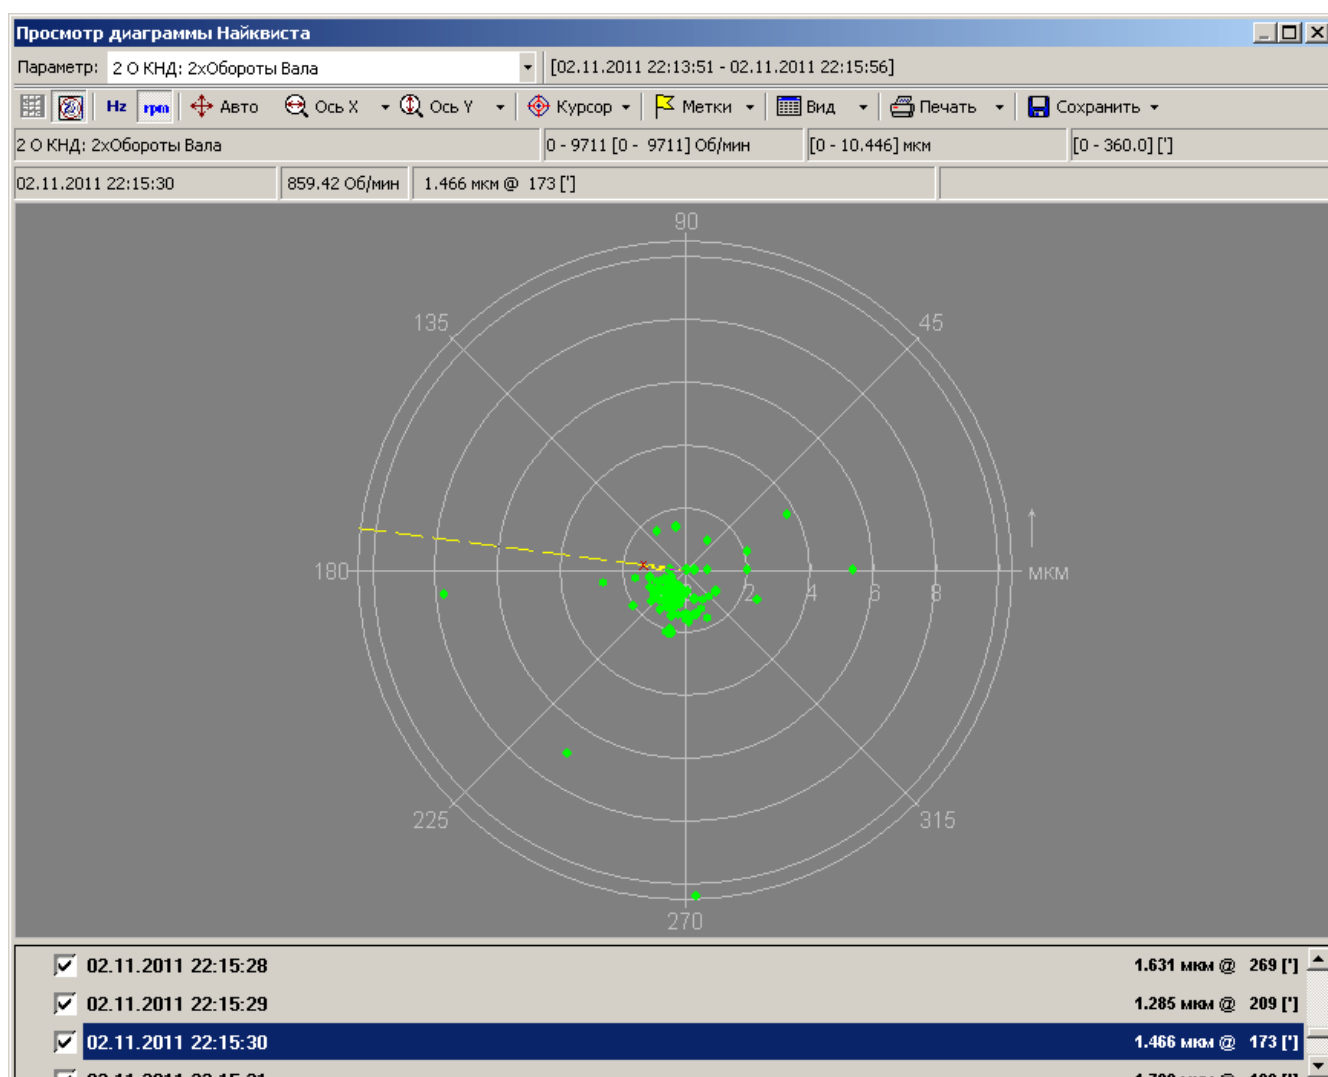 Просмотр диаграммы Найквиста
Параметр: 2 О КНД: 2хОбороты Вала [02.11.2011 22:13:51 - 02.11.2011 22:15:56]
Hz rpm Авто Ось X Ось Y Курсор Метки Вид Печать Сохранить
2 О КНД: 2хОбороты Вала 0 - 9711 [0 - 9711] Об/мин [0 - 10.446] мкм [0 - 360.0] [']
02.11.2011 22:15:30 859.42 Об/мин 1.466 мкм @ 173 [']
90
135 45
180 МКМ
2 4 6 8
225 315
270
02.11.2011 22:15:28 1.631 мкм @ 269 [']
02.11.2011 22:15:29 1.285 мкм @ 209 [']
02.11.2011 22:15:30 1.466 мкм @ 173 [']